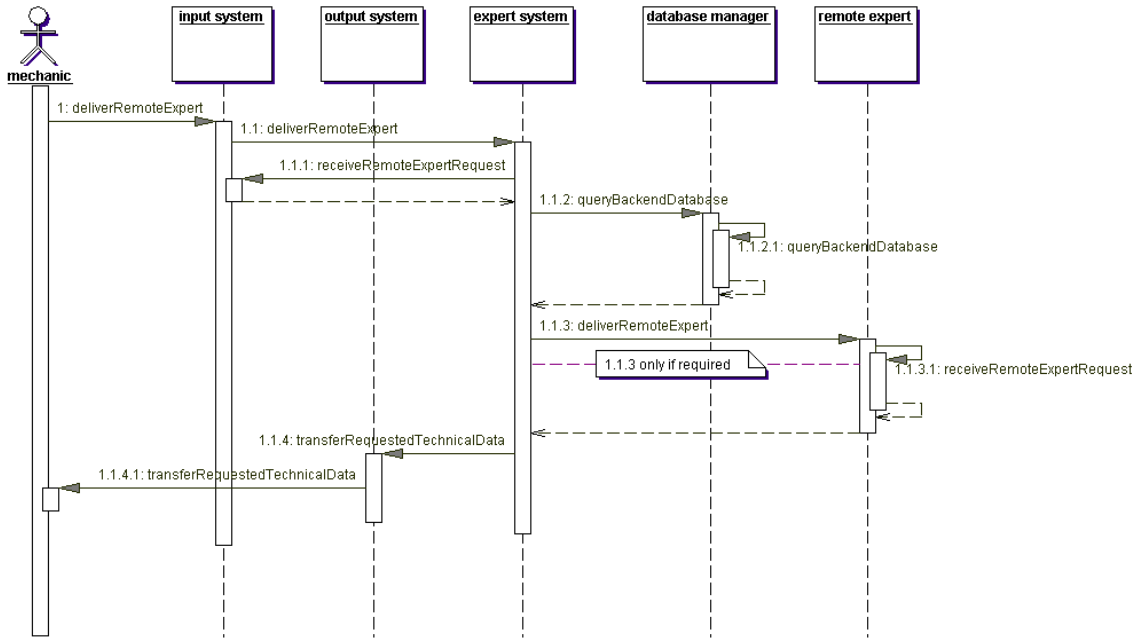 input system
output system
expert system
database manager
remote expert
mechanic
1: deliverRemoteExpert
1.1: deliverRemoteExpert
1.1.1: receiveRemoteExpertRequest
1.1.2: queryBackendDatabase
1.1.2.1: queryBackendDatabase
1.1.3: deliverRemoteExpert
1.1.3 only if required
1.1.3.1: receiveRemoteExpertRequest
1.1.4: transferRequestedTechnicalData
1.1.4.1: transferRequestedTechnicalData